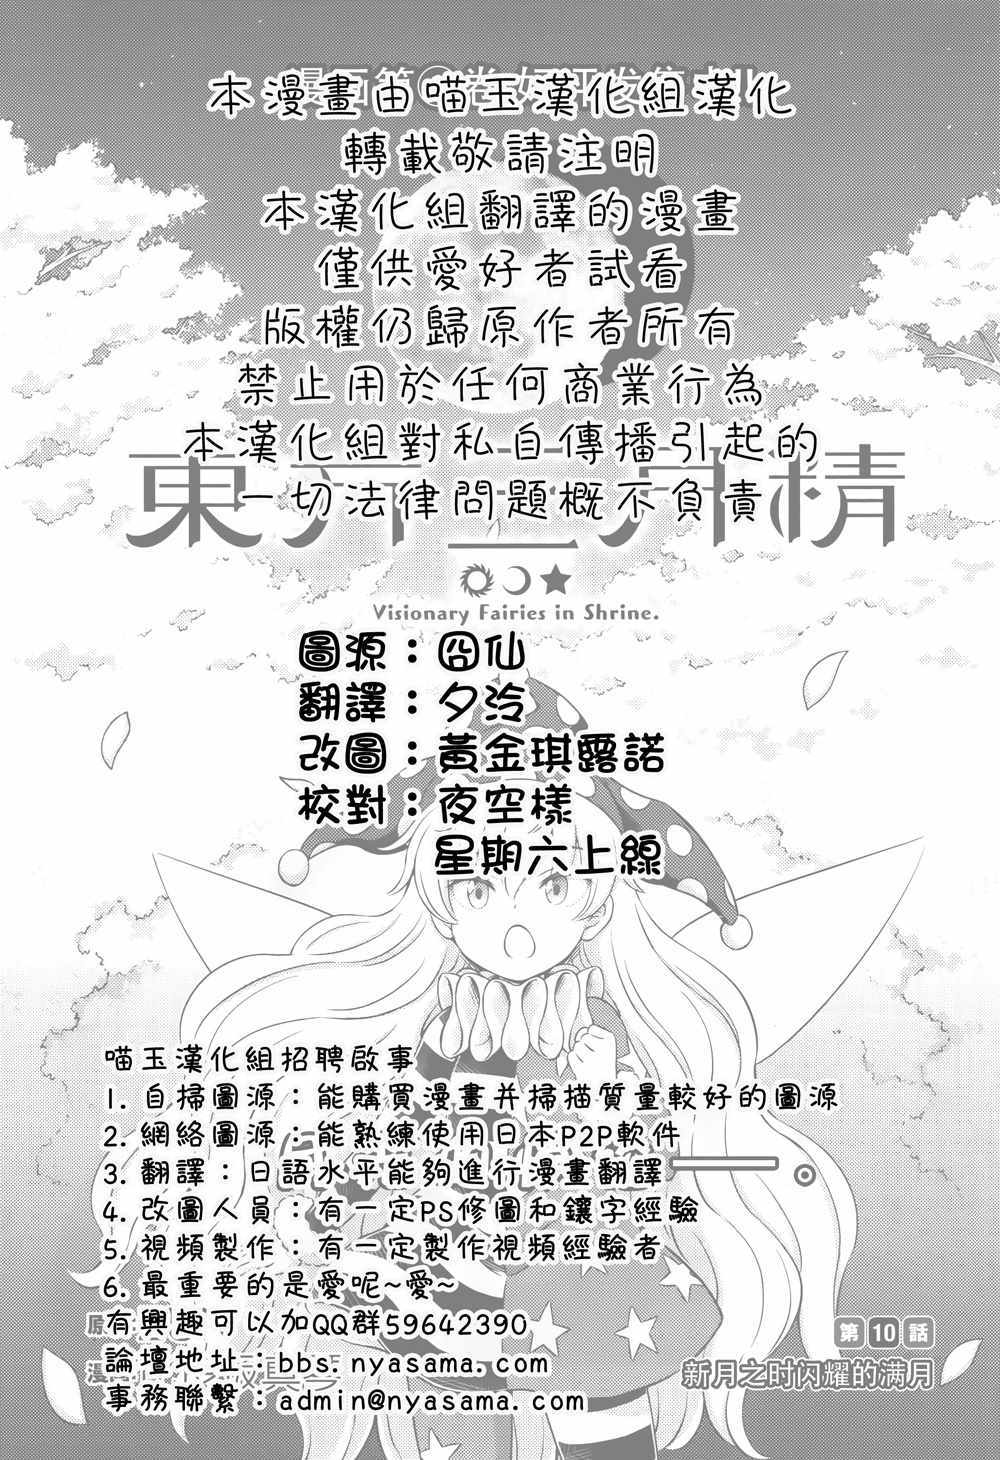 本漫畫由喵玉漢化組漢化
轉載敬請注明
本漢化組翻譯的漫畫
僅供愛好者試看
版權仍歸原作者所有
禁止用於任何商業行為
本漢化組對私自傳播引起的
一切法律問題概不負責
東方三月精
Visionary Fairies in Shrine.
圖源：囧仙
翻譯：夕泠
改圖：黃金琪露諾
校對：夜空樣
星期六上線
喵玉漢化組招聘啟事
1. 自掃圖源：能購買漫畫并掃描質量較好的圖源
2. 網絡圖源：能熟練使用日本P2P軟件
3. 翻譯：日語水平能夠進行漫畫翻譯
4. 改圖人員：有一定PS修圖和鑲字經驗
5. 視頻製作：有一定製作視頻經驗者
6. 最重要的是愛呢~愛~
有興趣可以加QQ群59642390
論壇地址：bbs.nyasama.com
事務聯繫：admin@nyasama.com
第10話
新月之时闪耀的满月